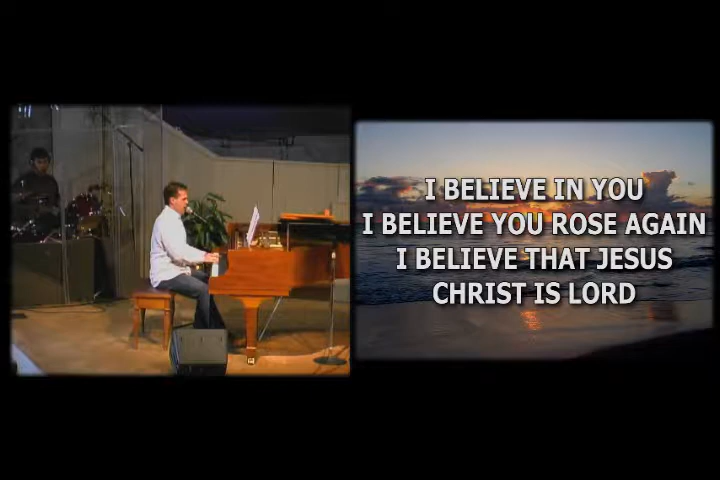 I BELIEVE IN YOU
I BELIEVE YOU ROSE AGAIN
I BELIEVE THAT JESUS
CHRIST IS LORD